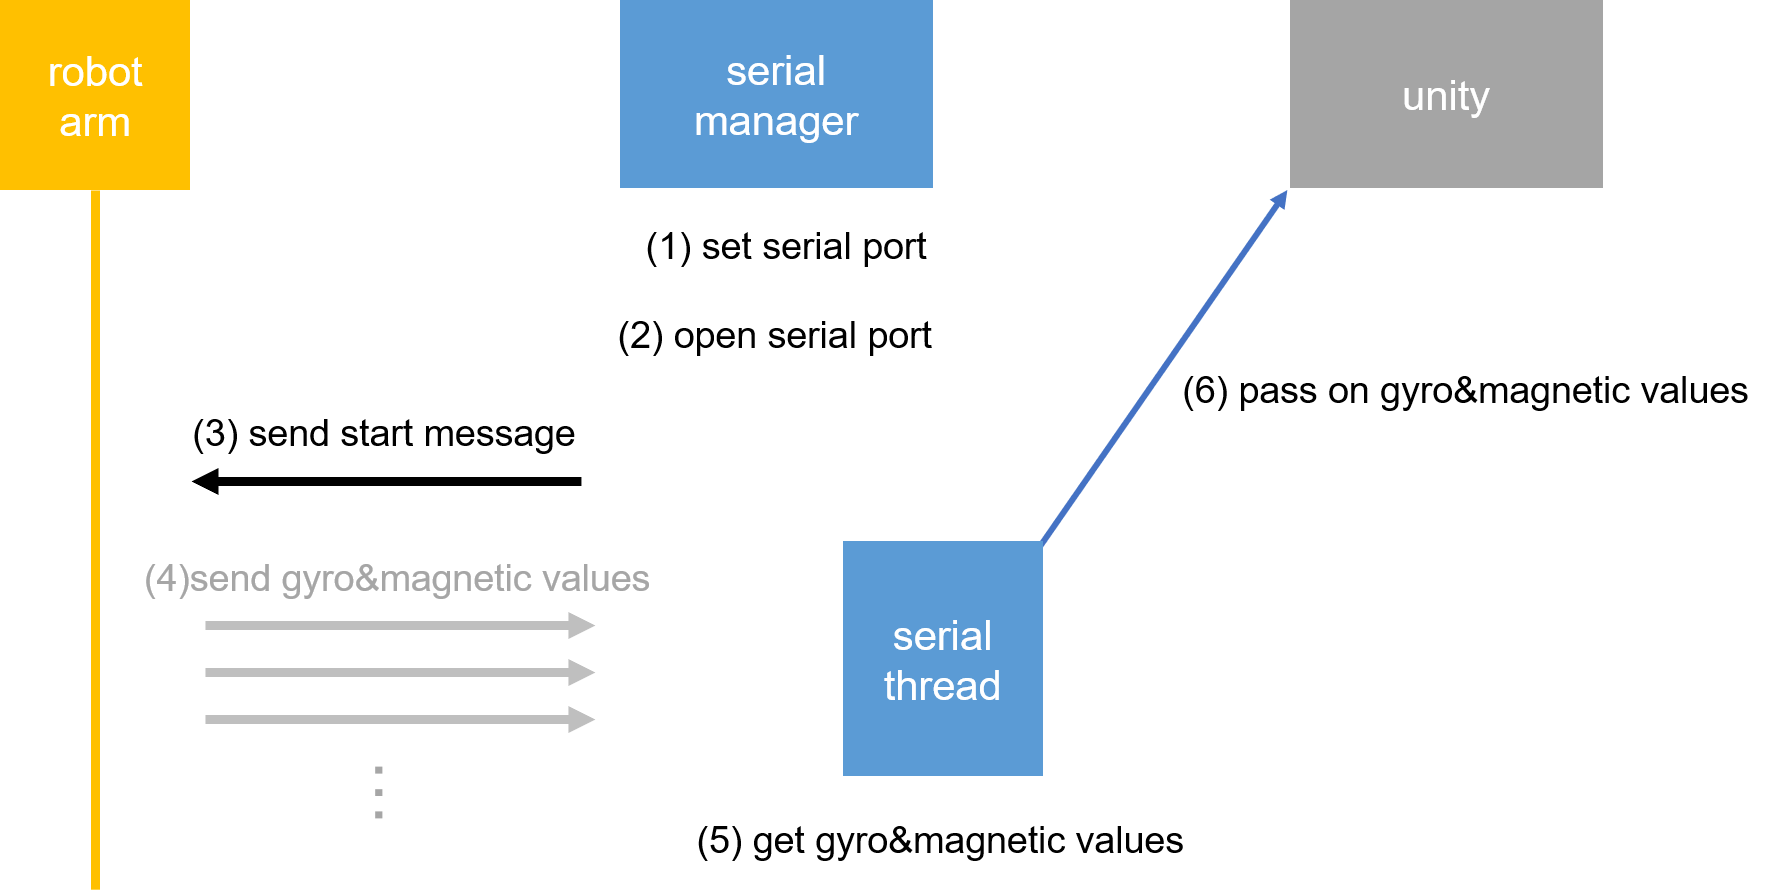 robot
arm
serial
manager
unity
(1) set serial port
(2) open serial port
(6) pass on gyro&magnetic values
(3) send start message
(4)send gyro&magnetic values
serial
thread
(5) get gyro&magnetic values